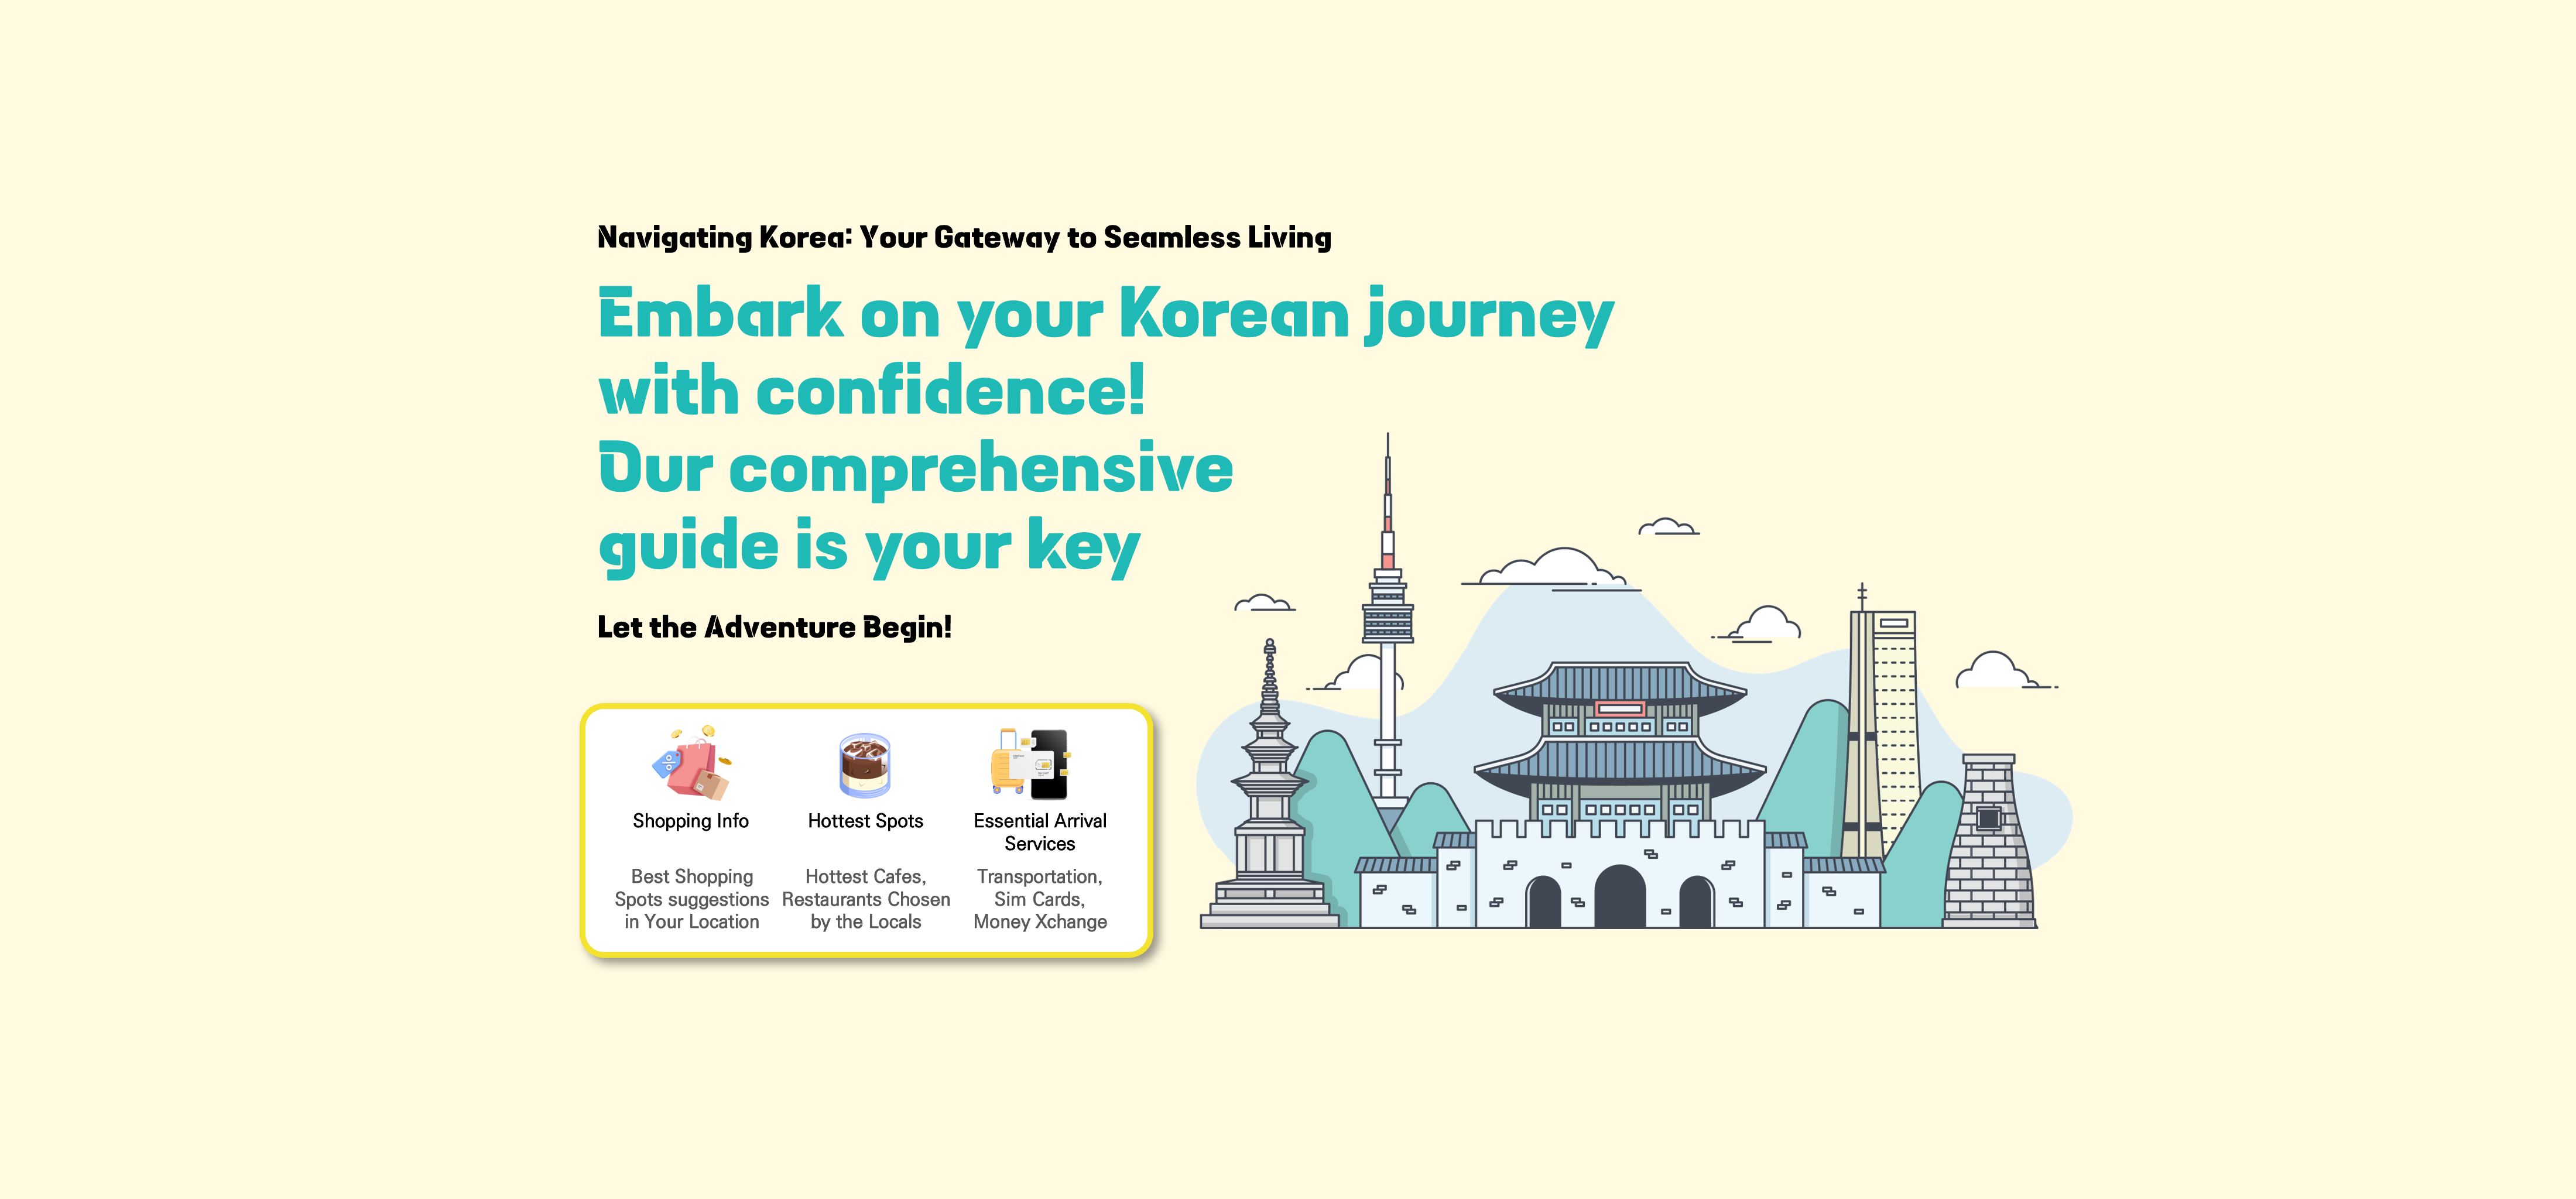 Navigating Korea: Your Gateway to Seamless Living
Embark on your Korean journey
with confidence!
Our comprehensive
guide is your key
Let the Adventure Begin!
Shopping Info
Best Shopping
Spots suggestions
in Your Location
Hottest Spots
Hottest Cafes,
Restaurants Chosen
by the Locals
Essential Arrival
Services
Transportation,
Sim Cards,
Money Xchange